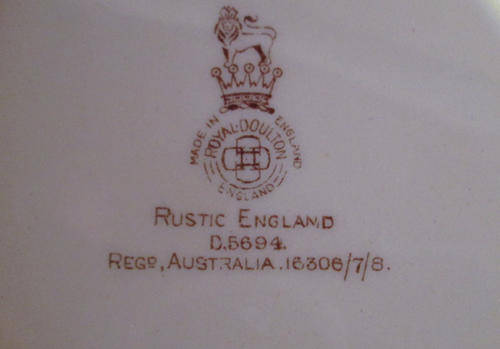 MADE IN ENGLAND
ROYAL·DOULTON
ENGLAND
RUSTIC ENGLAND
D.5694.
REGD, AUSTRALIA.16306/7/8.